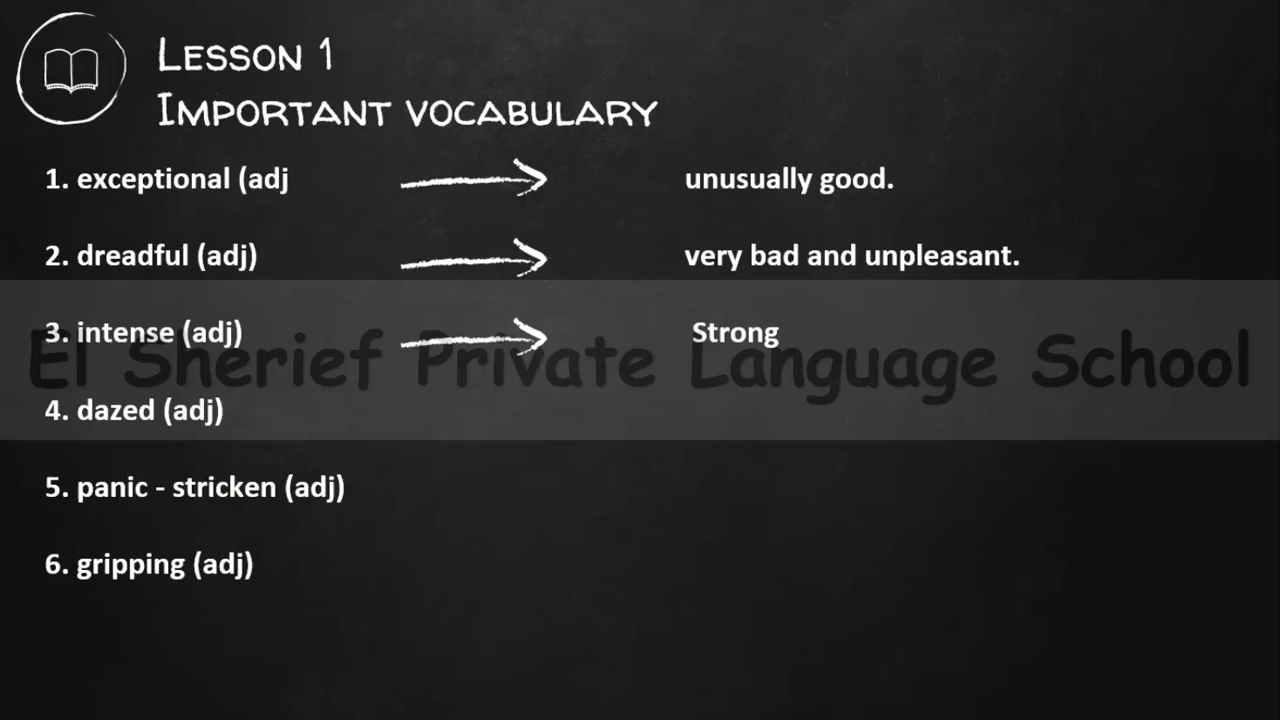 Lesson 1
Important vocabulary
1. exceptional (adj unusually good.
2. dreadful (adj) very bad and unpleasant.
3. intense (adj) Strong
El Sherief Private Language School
4. dazed (adj)
5. panic - stricken (adj)
6. gripping (adj)